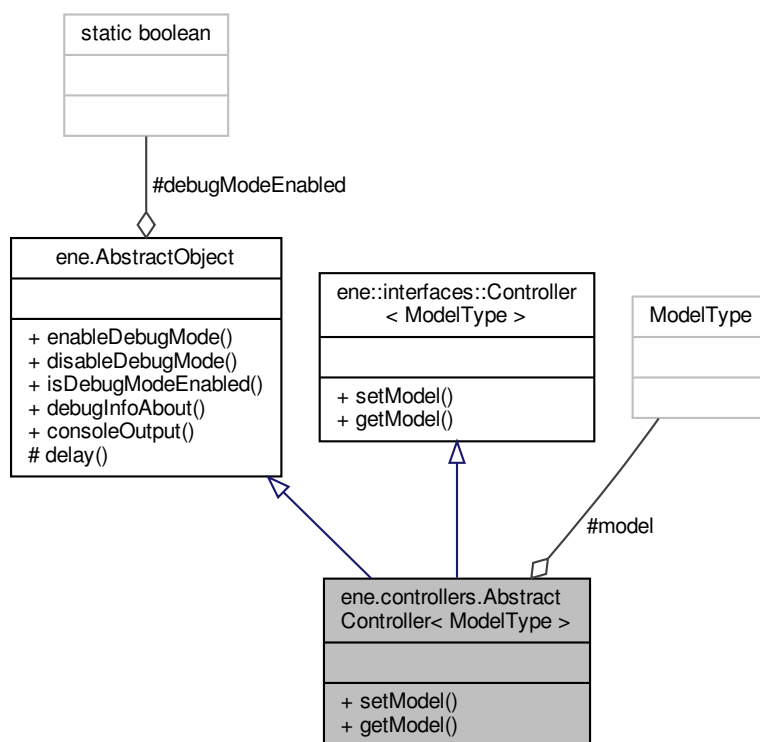 static boolean
#debugModeEnabled
ene.AbstractObject
+ enableDebugMode()
+ disableDebugMode()
+ isDebugModeEnabled()
+ debugInfoAbout()
+ consoleOutput()
# delay()
ene::interfaces::Controller
< ModelType >
+ setModel()
+ getModel()
ModelType
#model
ene.controllers.Abstract
Controller< ModelType >
+ setModel()
+ getModel()